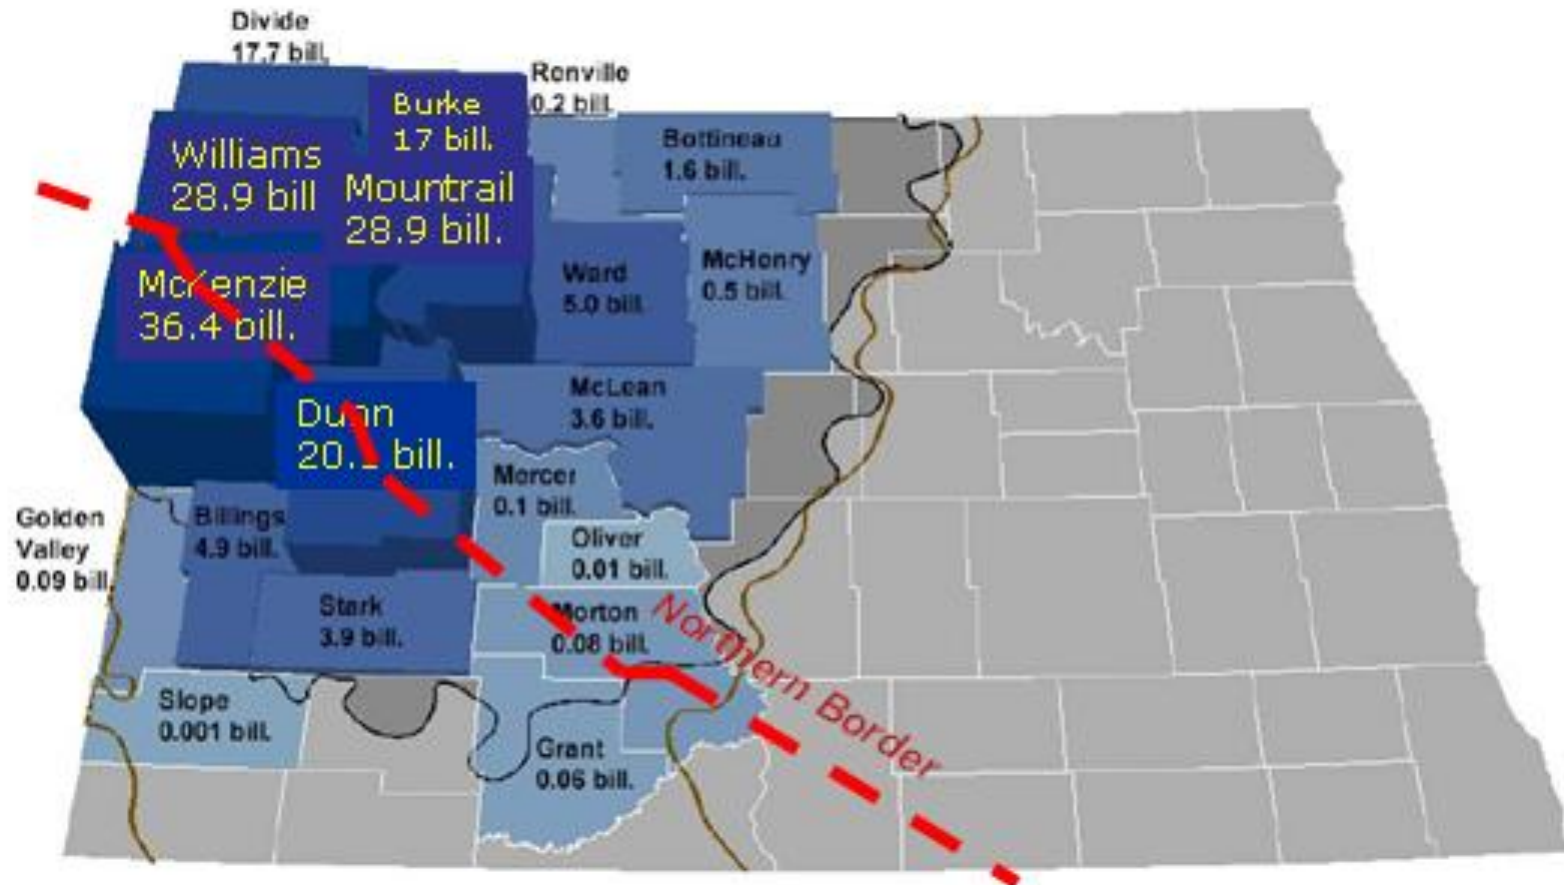 Divide
17.7 bill.
Renville
0.2 bill.
Burke
17 bill.
Bottineau
1.6 bill.
Williams
28.9 bill
Mountrail
28.9 bill.
Ward
5.0 bill.
McHenry
0.5 bill.
McKenzie
36.4 bill.
McLean
3.6 bill.
Dunn
bill.
Mercer
0.1 bill.
Golden
Valley
0.09 bill.
Billings
4.9 bill.
Oliver
0.01 bill.
Stark
3.9 bill.
Morton
0.08 bill.
Northern Border
Slope
0.001 bill.
Grant
0.06 bill.